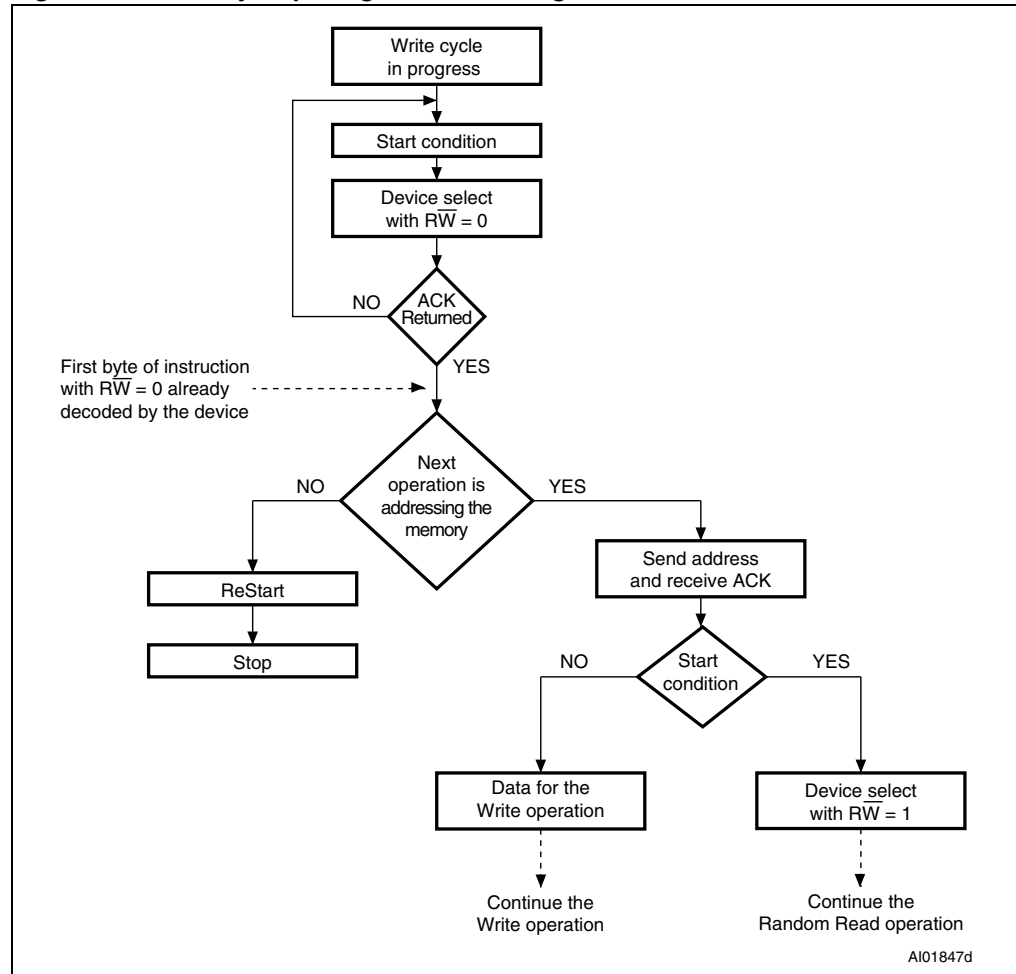 Write cycle
in progress
Start condition
Device select
with RW̅ = 0
NO
ACK
Returned
YES
First byte of instruction
with RW̅ = 0 already
decoded by the device
NO
Next
operation is
addressing the
memory
YES
Send address
and receive ACK
ReStart
Stop
NO
Start
condition
YES
Data for the
Write operation
Device select
with RW̅ = 1
Continue the
Write operation
Continue the
Random Read operation
AI01847d